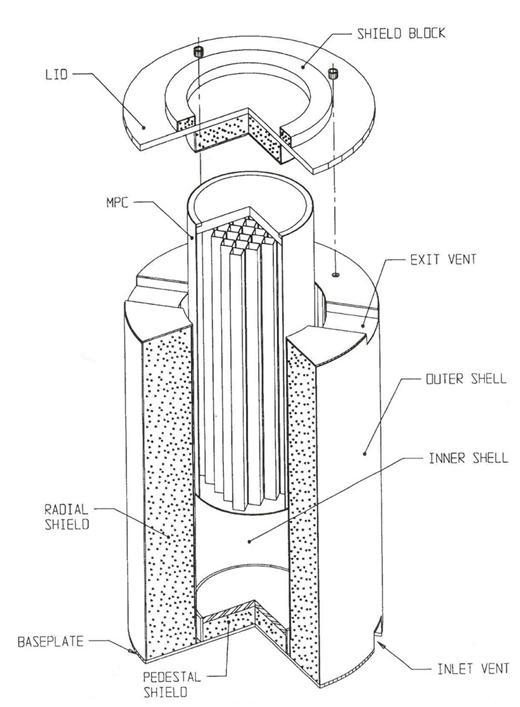 SHIELD BLOCK
LID
MPC
EXIT VENT
OUTER SHELL
INNER SHELL
RADIAL
SHIELD
BASEPLATE
PEDESTAL
SHIELD
INLET VENT